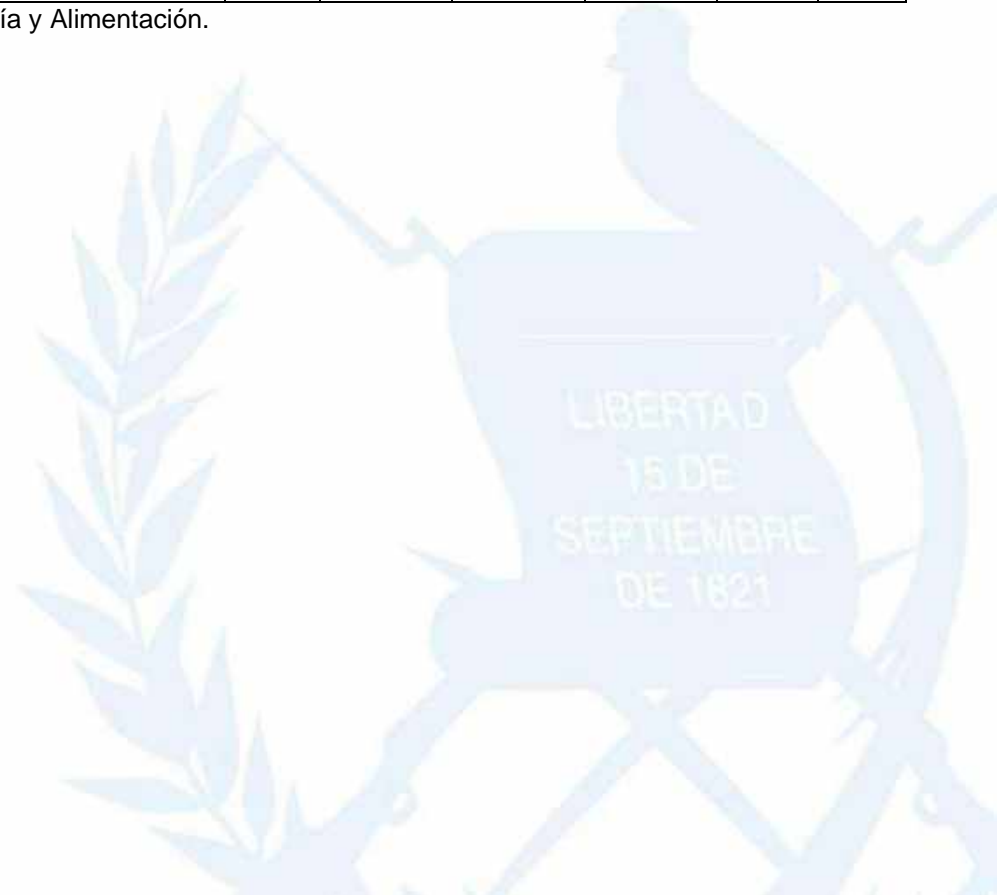 ía y Alimentación.
LIBERTAD
15 DE
SEPTIEMBRE
DE 1821